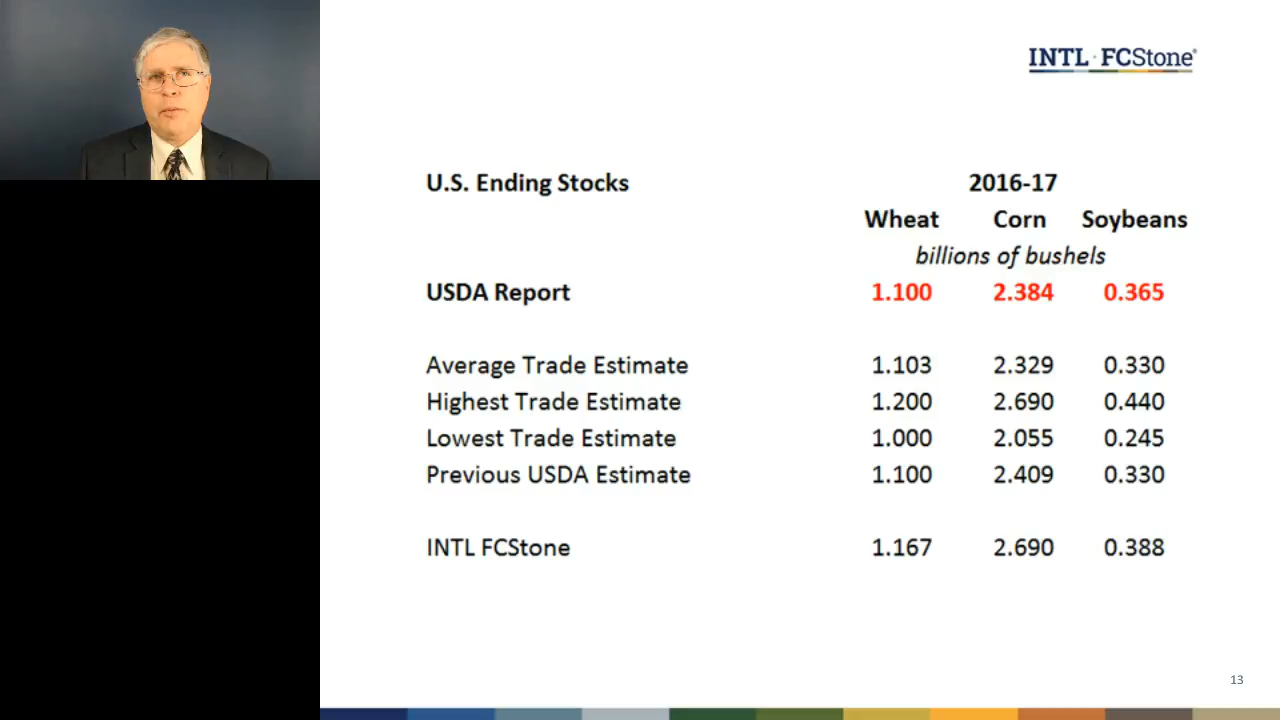 INTL FCStone®
U.S. Ending Stocks 2016-17
Wheat Corn Soybeans
billions of bushels
USDA Report 1.100 2.384 0.365
Average Trade Estimate 1.103 2.329 0.330
Highest Trade Estimate 1.200 2.690 0.440
Lowest Trade Estimate 1.000 2.055 0.245
Previous USDA Estimate 1.100 2.409 0.330
INTL FCStone 1.167 2.690 0.388
13